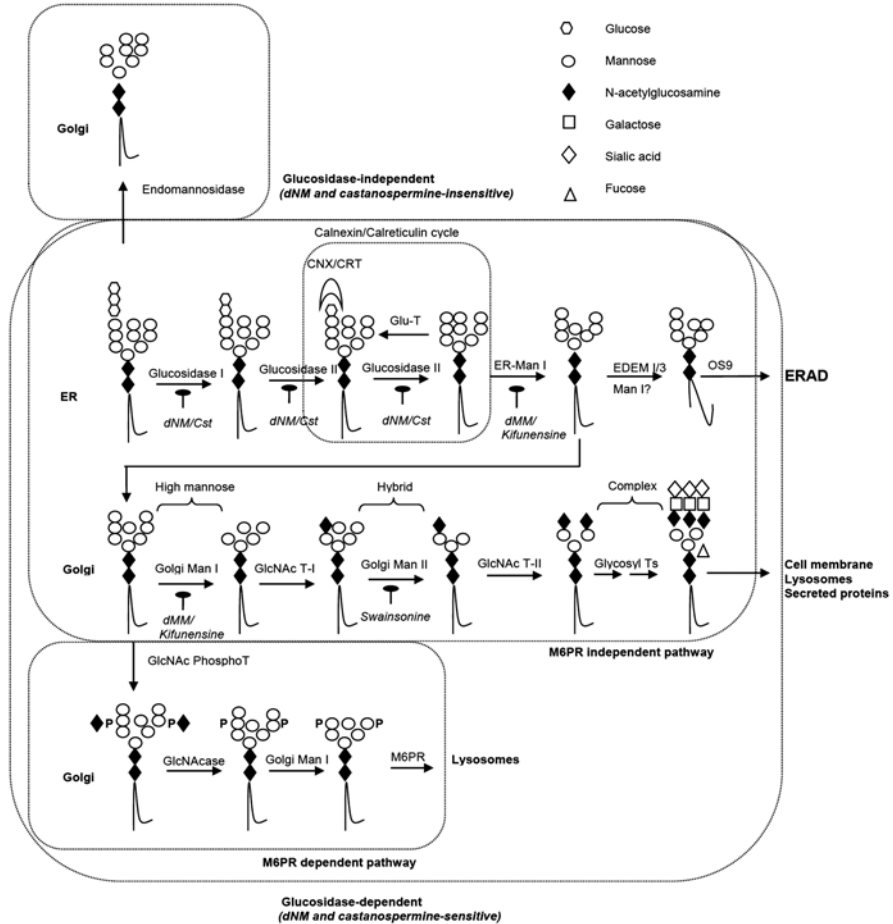 Glucose
Mannose
N-acetylglucosamine
Galactose
Sialic acid
Fucose
Golgi
Endomannosidase
Glucosidase-independent
(dNM and castanospermine-insensitive)
Calnexin/Calreticulin cycle
CNX/CRT
Glu-T
Glucosidase I
Glucosidase II
Glucosidase II
ER-Man I
EDEM I/3
Man I?
OS9
ERAD
ER
dNM/Cst
dNM/Cst
dNM/Cst
dMM/
Kifunensine
High mannose
Hybrid
Complex
Golgi
Golgi Man I
GlcNAc T-I
Golgi Man II
GlcNAc T-II
Glycosyl Ts
Cell membrane
Lysosomes
Secreted proteins
dMM/
Kifunensine
Swainsonine
M6PR independent pathway
GlcNAc PhosphoT
P
P
P
P
P
P
Golgi
GlcNAcase
Golgi Man I
M6PR
Lysosomes
M6PR dependent pathway
Glucosidase-dependent
(dNM and castanospermine-sensitive)